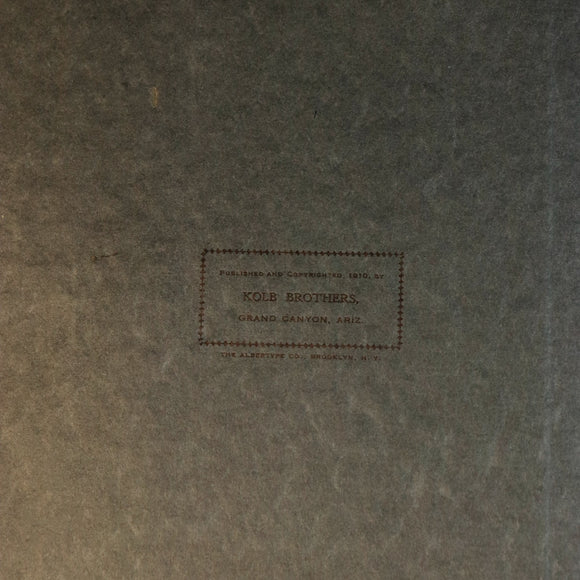 PUBLISHED AND COPYRIGHTED, 1910, BY
KOLB BROTHERS,
GRAND CANYON, ARIZ.
THE ALBERTYPE CO., BROOKLYN, N. Y.